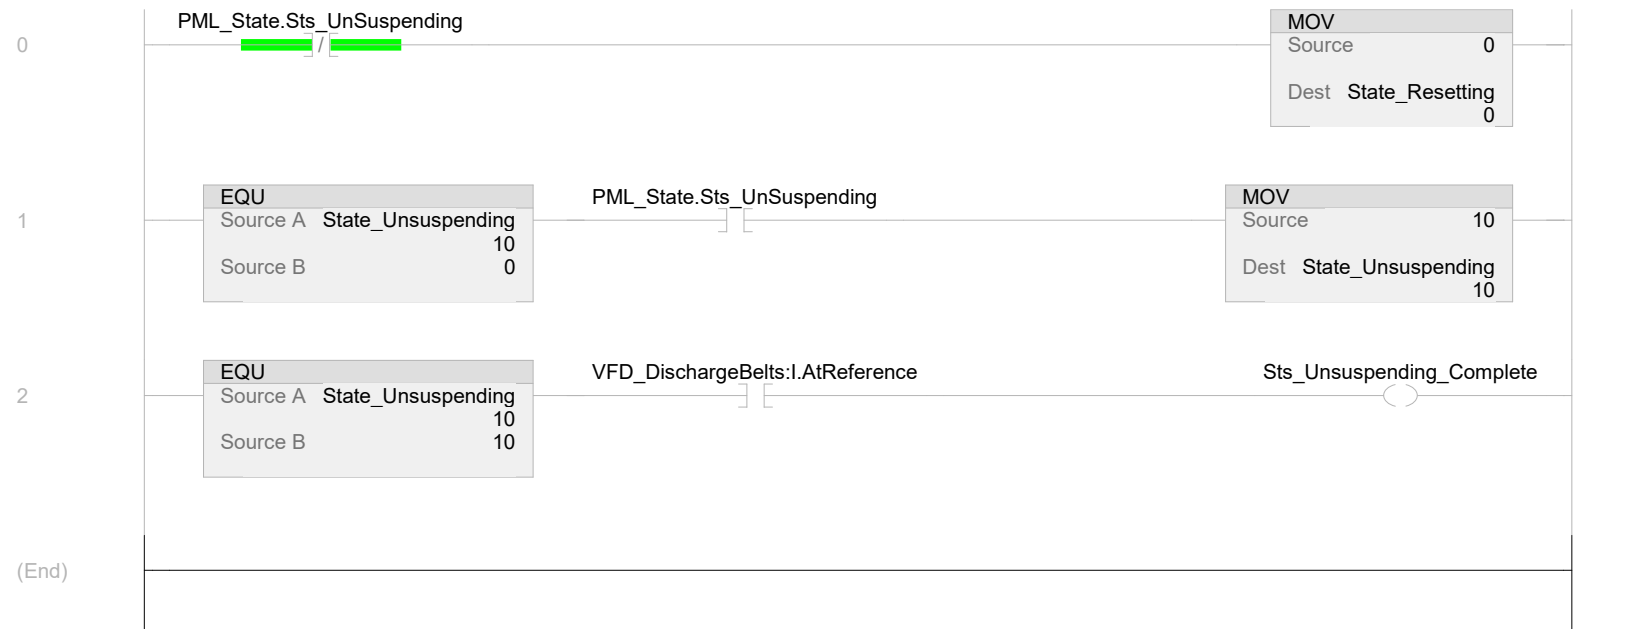 PML_State.Sts_UnSuspending
MOV
0
/
Source 0
Dest State_Resetting
0
EQU
PML_State.Sts_UnSuspending
MOV
1
Source A State_Unsuspending
Source 10
10
Source B 0
Dest State_Unsuspending
10
EQU
VFD_DischargeBelts:I.AtReference
Sts_Unsuspending_Complete
2
Source A State_Unsuspending
10
Source B 10
(End)